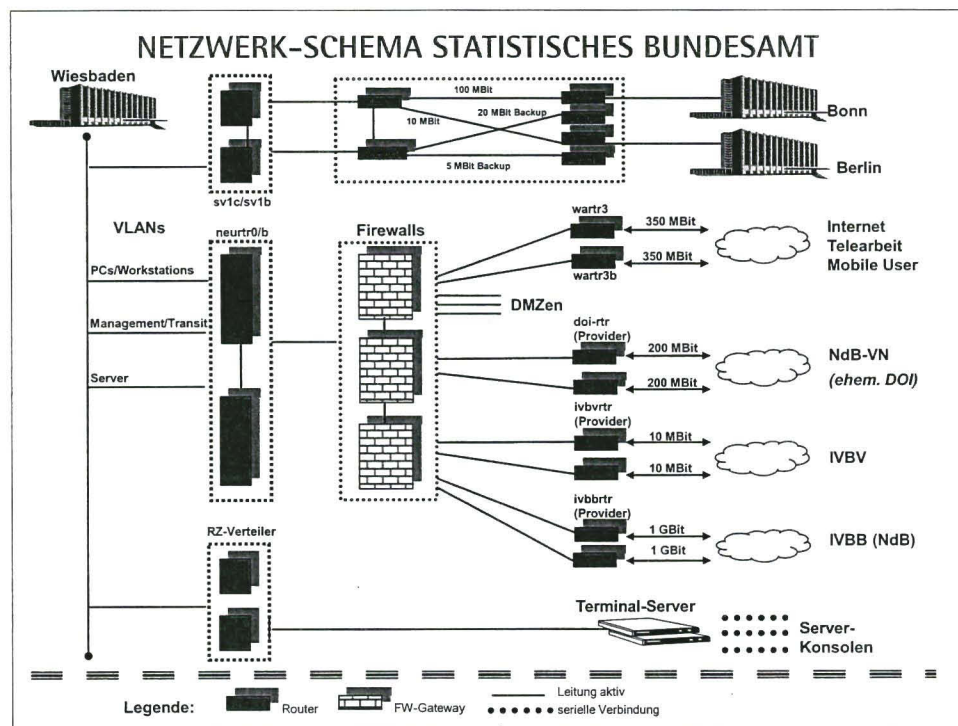 NETZWERK-SCHEMA STATISTISCHES BUNDESAMT
Wiesbaden
100 MBit
10 MBit
20 MBit Backup
5 MBit Backup
Bonn
Berlin
sv1c/sv1b
VLANs
neurtr0/b
Firewalls
PCs/Workstations
Management/Transit
Server
wartr3
350 MBit
350 MBit
wartr3b
Internet
Telearbeit
Mobile User
DMZen
doi-rtr
(Provider)
200 MBit
200 MBit
NdB-VN
(ehem. DOI)
ivbvrtr
(Provider)
10 MBit
10 MBit
IVBV
ivbbrtr
(Provider)
1 GBit
1 GBit
IVBB (NdB)
RZ-Verteiler
Terminal-Server
Server-
Konsolen
Legende:
Router
FW-Gateway
Leitung aktiv
serielle Verbindung